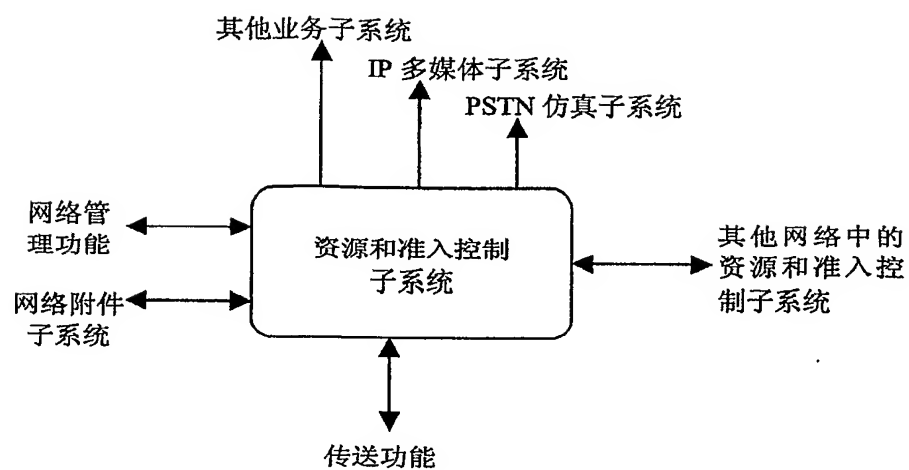 其他业务子系统
IP 多媒体子系统
PSTN 仿真子系统
网络管
理功能
资源和准入控制
子系统
其他网络中的
资源和准入控
制子系统
网络附件
子系统
传送功能